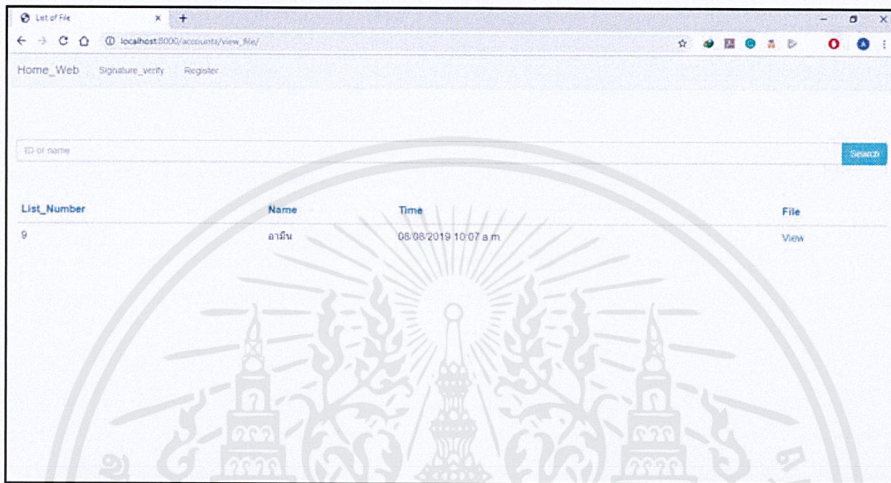 List of File
localhost:8000/accounts/view_file/
Home_Web Signature_verify Register
ID or name
Search
List_Number Name Time File
9 อามีน 08/08/2019 10:07 a.m. View